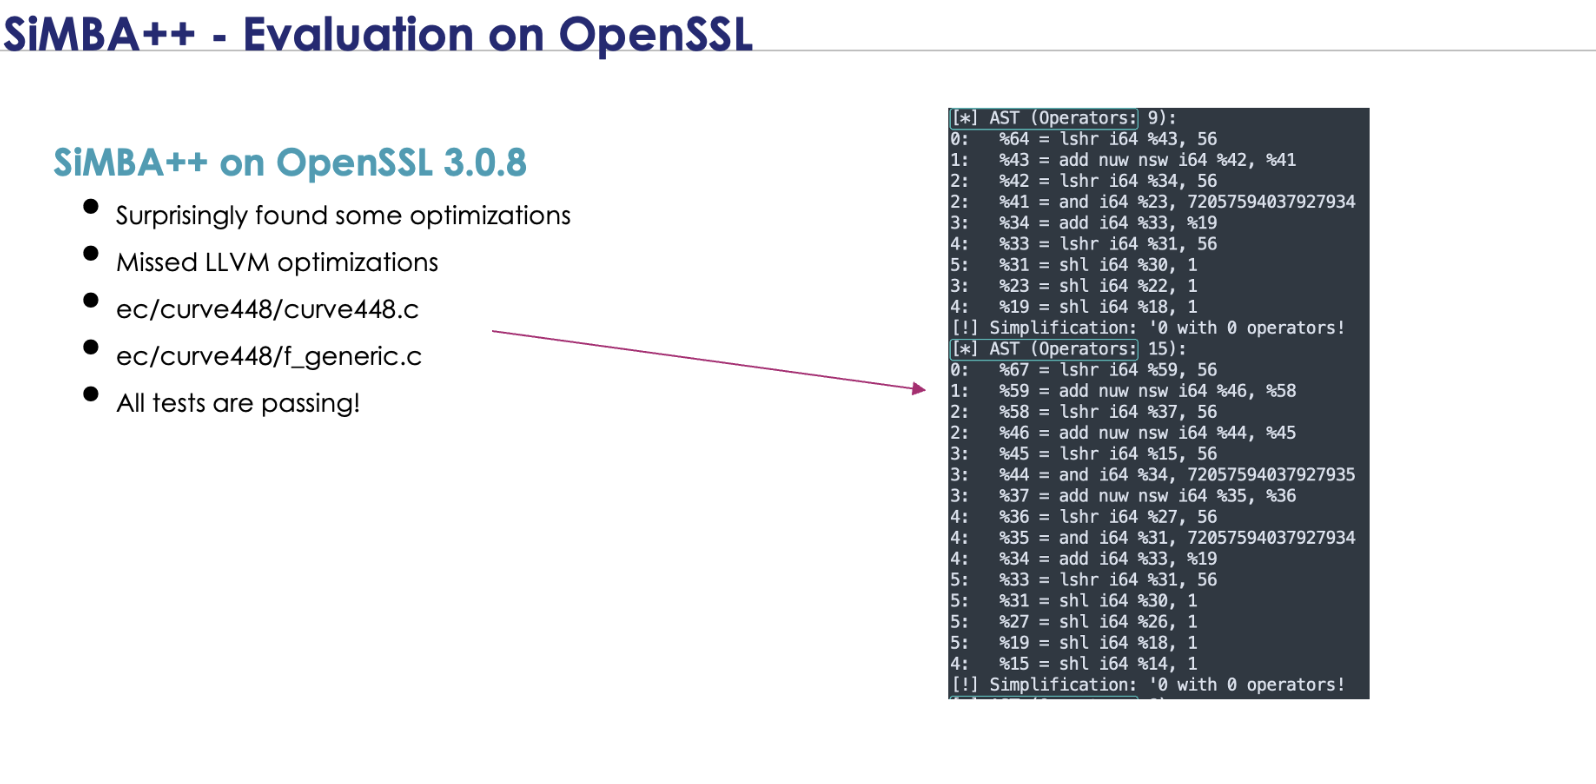 SiMBA++ - Evaluation on OpenSSL
SiMBA++ on OpenSSL 3.0.8
• Surprisingly found some optimizations
• Missed LLVM optimizations
• ec/curve448/curve448.c
• ec/curve448/f_generic.c
• All tests are passing!
[*] AST (Operators: 9):
0:   %64 = lshr i64 %43, 56
1:   %43 = add nuw nsw i64 %42, %41
2:   %42 = lshr i64 %34, 56
2:   %41 = and i64 %23, 72057594037927934
3:   %34 = add i64 %33, %19
4:   %33 = lshr i64 %31, 56
5:   %31 = shl i64 %30, 1
3:   %23 = shl i64 %22, 1
4:   %19 = shl i64 %18, 1
[!] Simplification: '0 with 0 operators!
[*] AST (Operators: 15):
0:   %67 = lshr i64 %59, 56
1:   %59 = add nuw nsw i64 %46, %58
2:   %58 = lshr i64 %37, 56
2:   %46 = add nuw nsw i64 %44, %45
3:   %45 = lshr i64 %15, 56
3:   %44 = and i64 %34, 72057594037927935
3:   %37 = add nuw nsw i64 %35, %36
4:   %36 = lshr i64 %27, 56
4:   %35 = and i64 %31, 72057594037927934
4:   %34 = add i64 %33, %19
5:   %33 = lshr i64 %31, 56
5:   %31 = shl i64 %30, 1
5:   %27 = shl i64 %26, 1
5:   %19 = shl i64 %18, 1
4:   %15 = shl i64 %14, 1
[!] Simplification: '0 with 0 operators!